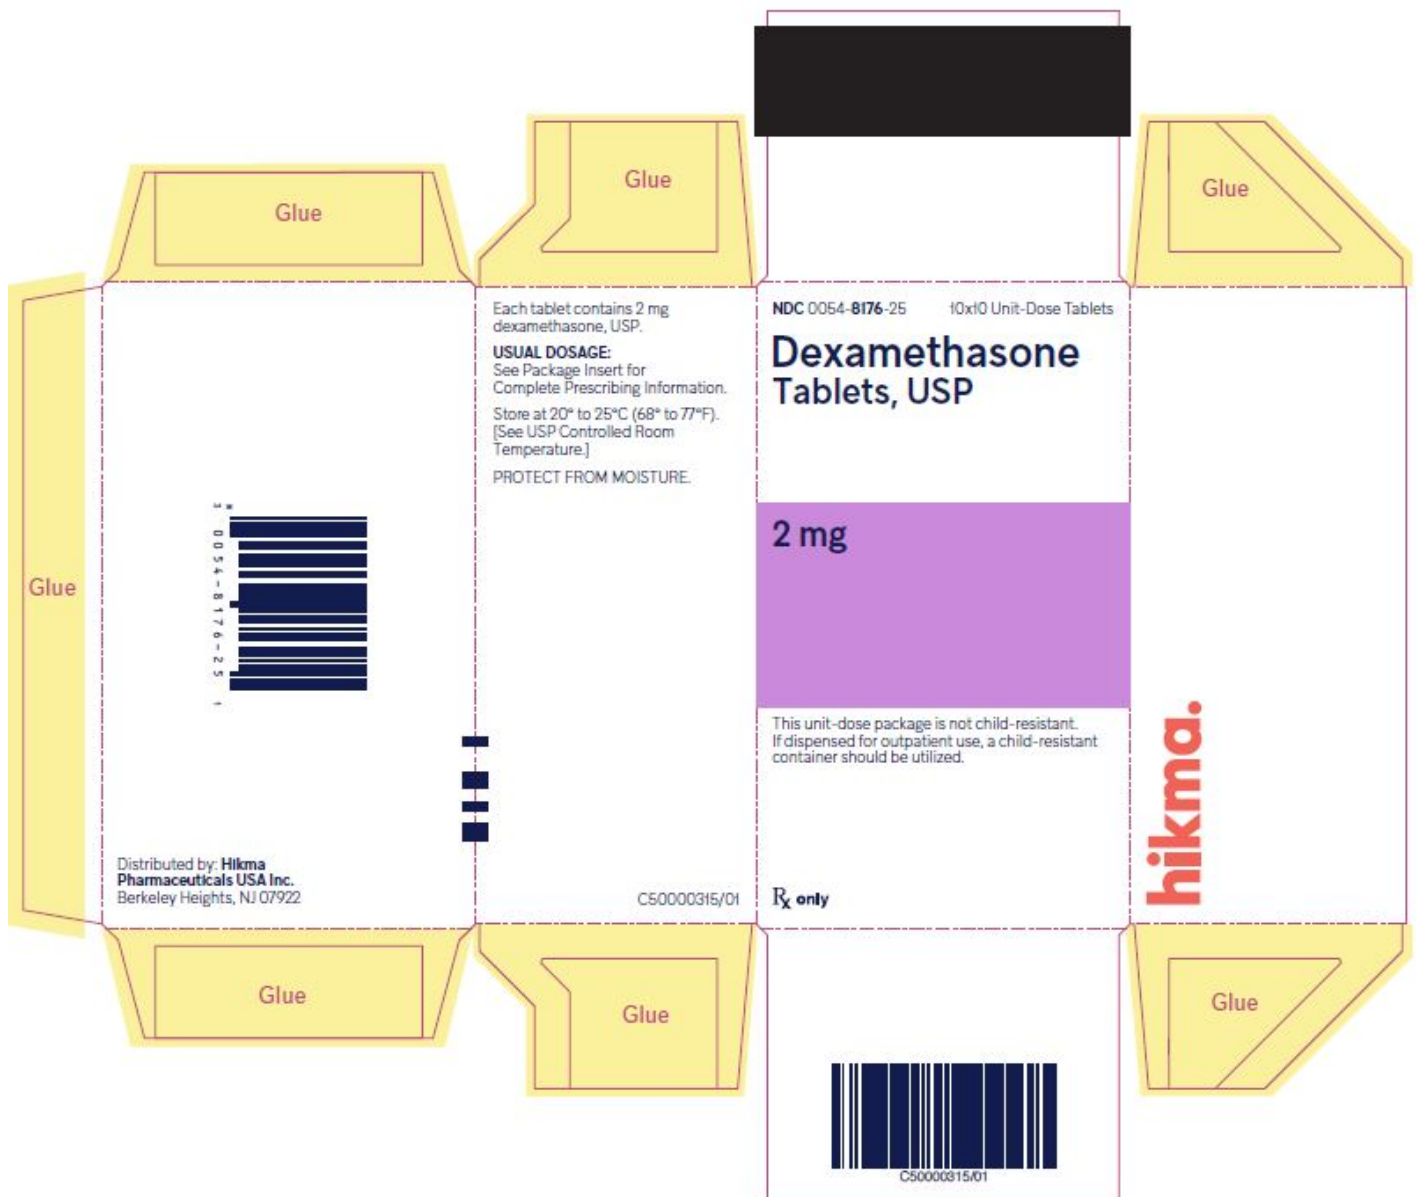 Glue
Glue
Glue
Glue
Each tablet contains 2 mg
dexamethasone, USP.
USUAL DOSAGE:
See Package Insert for
Complete Prescribing Information.
Store at 20° to 25°C (68° to 77°F).
[See USP Controlled Room
Temperature.]
PROTECT FROM MOISTURE.
C50000315/01
NDC 0054-8176-25 10x10 Unit-Dose Tablets
Dexamethasone
Tablets, USP
2 mg
This unit-dose package is not child-resistant.
If dispensed for outpatient use, a child-resistant
container should be utilized.
℞ only
hikma.
N
3 0054-8176-25 1
Distributed by: Hikma
Pharmaceuticals USA Inc.
Berkeley Heights, NJ 07922
Glue
Glue
Glue
C50000315/01